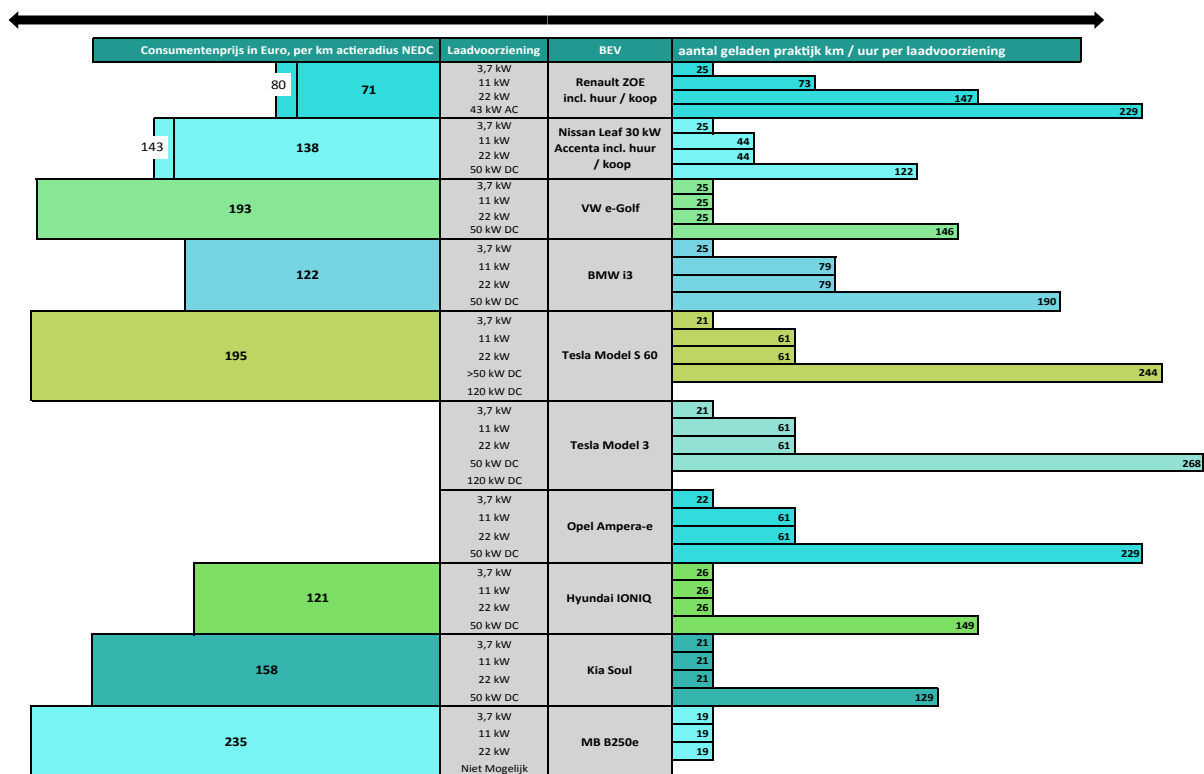 Consumentenprijs in Euro, per km actieradius NEDC Laadvoorziening BEV aantal geladen praktijk km / uur per laadvoorziening
80 71
3,7 kW
11 kW
22 kW
43 kW AC
Renault ZOE
incl. huur / koop
25
73
147
229
143 138
3,7 kW
11 kW
22 kW
50 kW DC
Nissan Leaf 30 kW
Accenta incl. huur
/ koop
25
44
44
122
193
3,7 kW
11 kW
22 kW
50 kW DC
VW e-Golf
25
25
25
146
122
3,7 kW
11 kW
22 kW
50 kW DC
BMW i3
25
79
79
190
195
3,7 kW
11 kW
22 kW
>50 kW DC
120 kW DC
Tesla Model S 60
21
61
61
244
3,7 kW
11 kW
22 kW
50 kW DC
120 kW DC
Tesla Model 3
21
61
61
268
3,7 kW
11 kW
22 kW
50 kW DC
Opel Ampera-e
22
61
61
229
121
3,7 kW
11 kW
22 kW
50 kW DC
Hyundai IONIQ
26
26
26
149
158
3,7 kW
11 kW
22 kW
50 kW DC
Kia Soul
21
21
21
129
235
3,7 kW
11 kW
22 kW
Niet Mogelijk
MB B250e
19
19
19